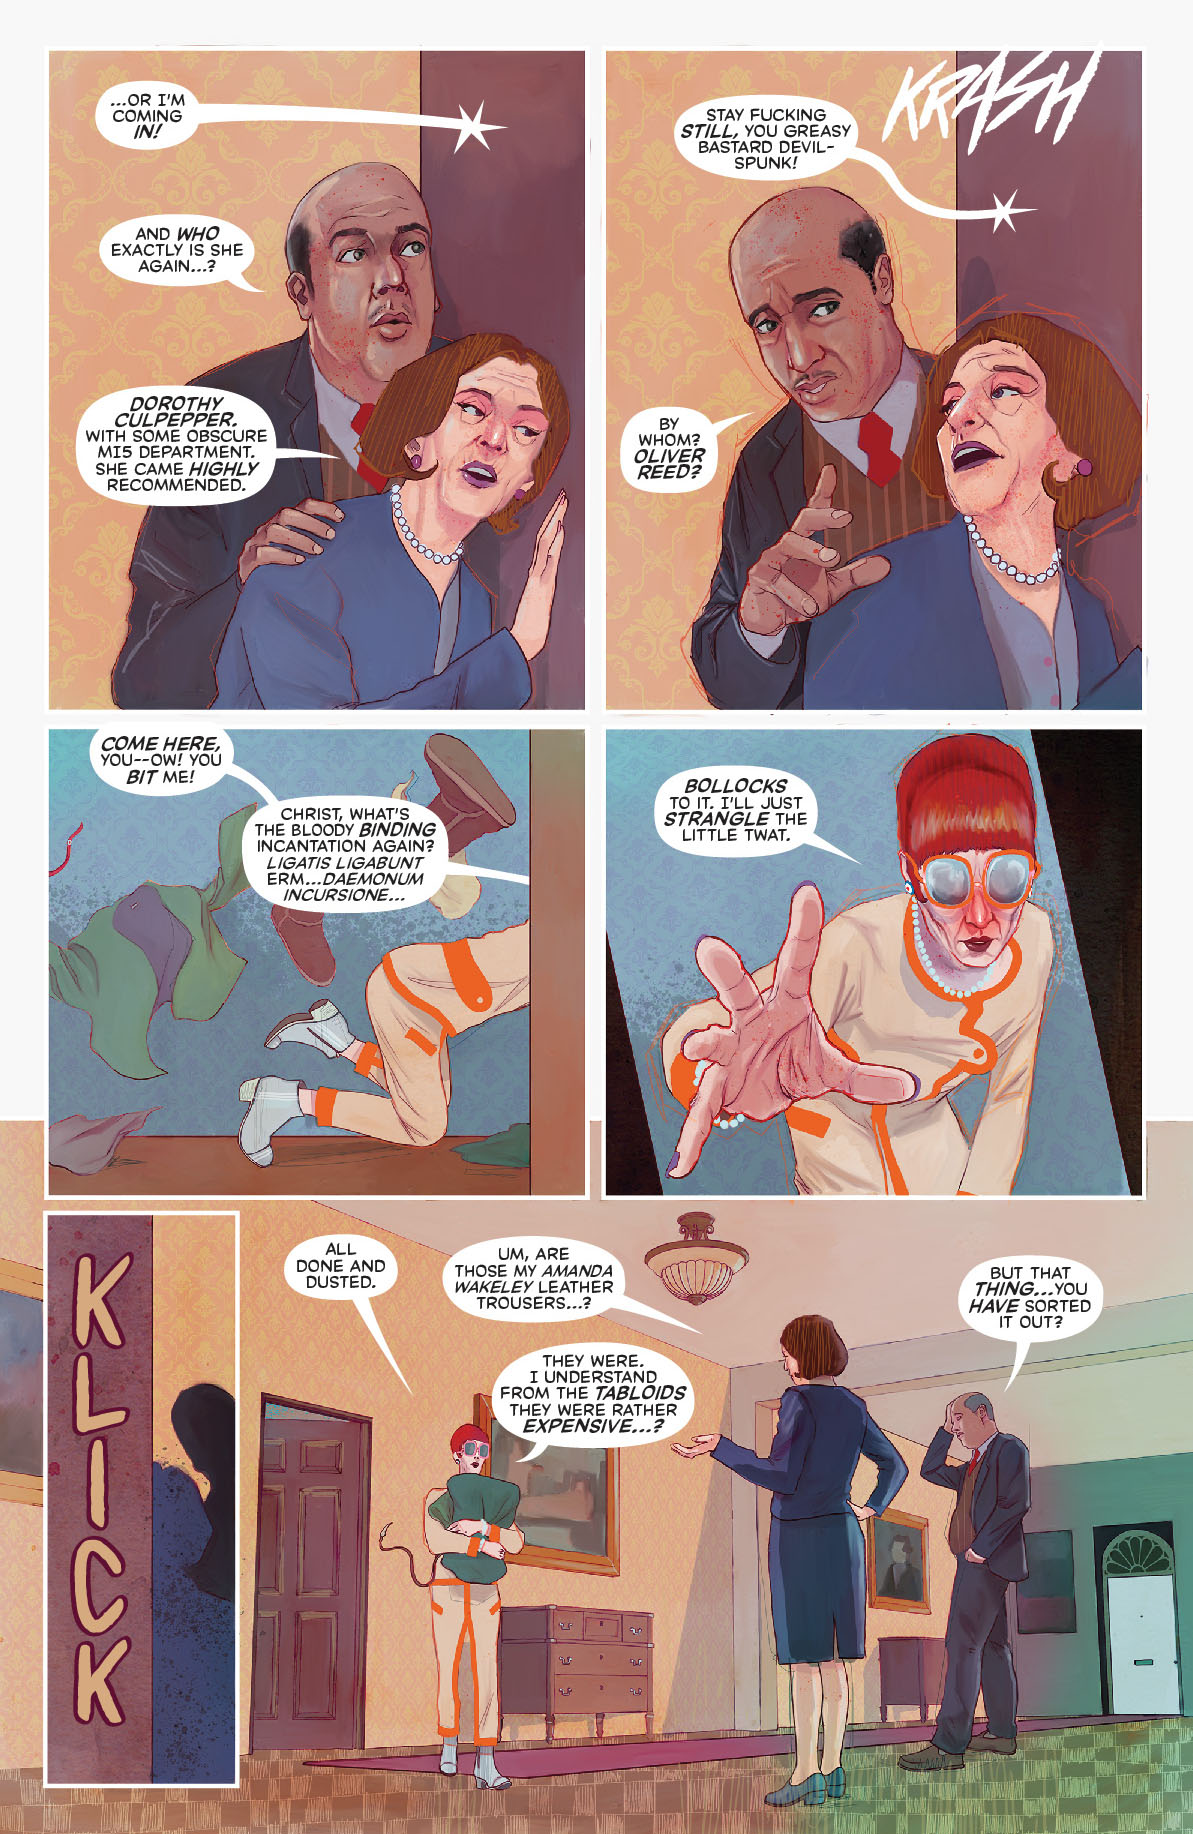 ...OR I'M
COMING
IN!
AND WHO
EXACTLY IS SHE
AGAIN...?
DOROTHY
CULPEPPER.
WITH SOME OBSCURE
MI5 DEPARTMENT.
SHE CAME HIGHLY
RECOMMENDED.
KRASH
STAY FUCKING
STILL, YOU GREASY
BASTARD DEVIL-
SPUNK!
BY
WHOM?
OLIVER
REED?
COME HERE,
YOU--OW! YOU
BIT ME!
CHRIST, WHAT'S
THE BLOODY BINDING
INCANTATION AGAIN?
LIGATIS LIGABUNT
ERM...DAEMONUM
INCURSIONE...
BOLLOCKS
TO IT. I'LL JUST
STRANGLE THE
LITTLE TWAT.
KLICK
ALL
DONE AND
DUSTED.
UM, ARE
THOSE MY AMANDA
WAKELEY LEATHER
TROUSERS...?
THEY WERE.
I UNDERSTAND
FROM THE TABLOIDS
THEY WERE RATHER
EXPENSIVE...?
BUT THAT
THING...YOU
HAVE SORTED
IT OUT?